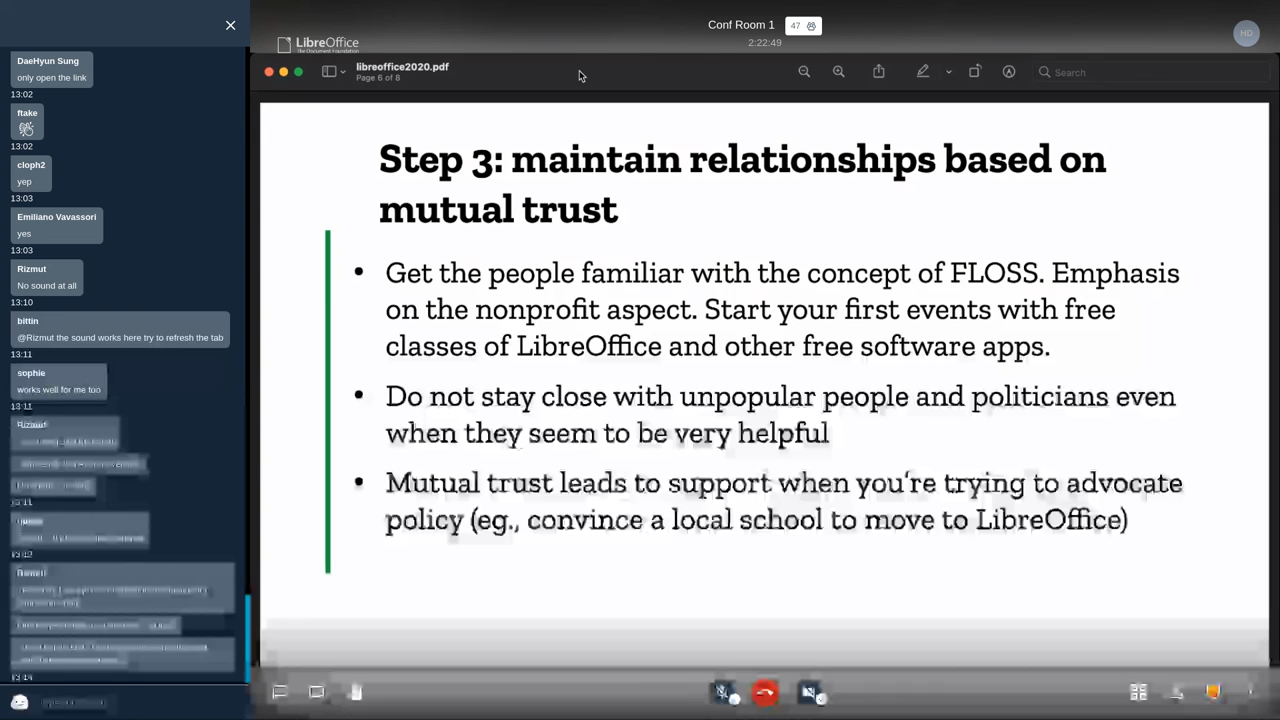 DaeHyun Sung
only open the link
13:02
ftake
13:02
cloph2
yep
13:03
Emiliano Vavassori
yes
13:03
Rizmut
No sound at all
13:10
bittin
@Rizmut the sound works here try to refresh the tab
13:11
sophie
works well for me too
13:11
Rizmut
13:11
13:14
LibreOffice
The Document Foundation
Conf Room 1
47
2:22:49
HD
libreoffice2020.pdf
Page 6 of 8
Search
Step 3: maintain relationships based on
mutual trust
• Get the people familiar with the concept of FLOSS. Emphasis
on the nonprofit aspect. Start your first events with free
classes of LibreOffice and other free software apps.
• Do not stay close with unpopular people and politicians even
when they seem to be very helpful
• Mutual trust leads to support when you're trying to advocate
policy (eg., convince a local school to move to LibreOffice)